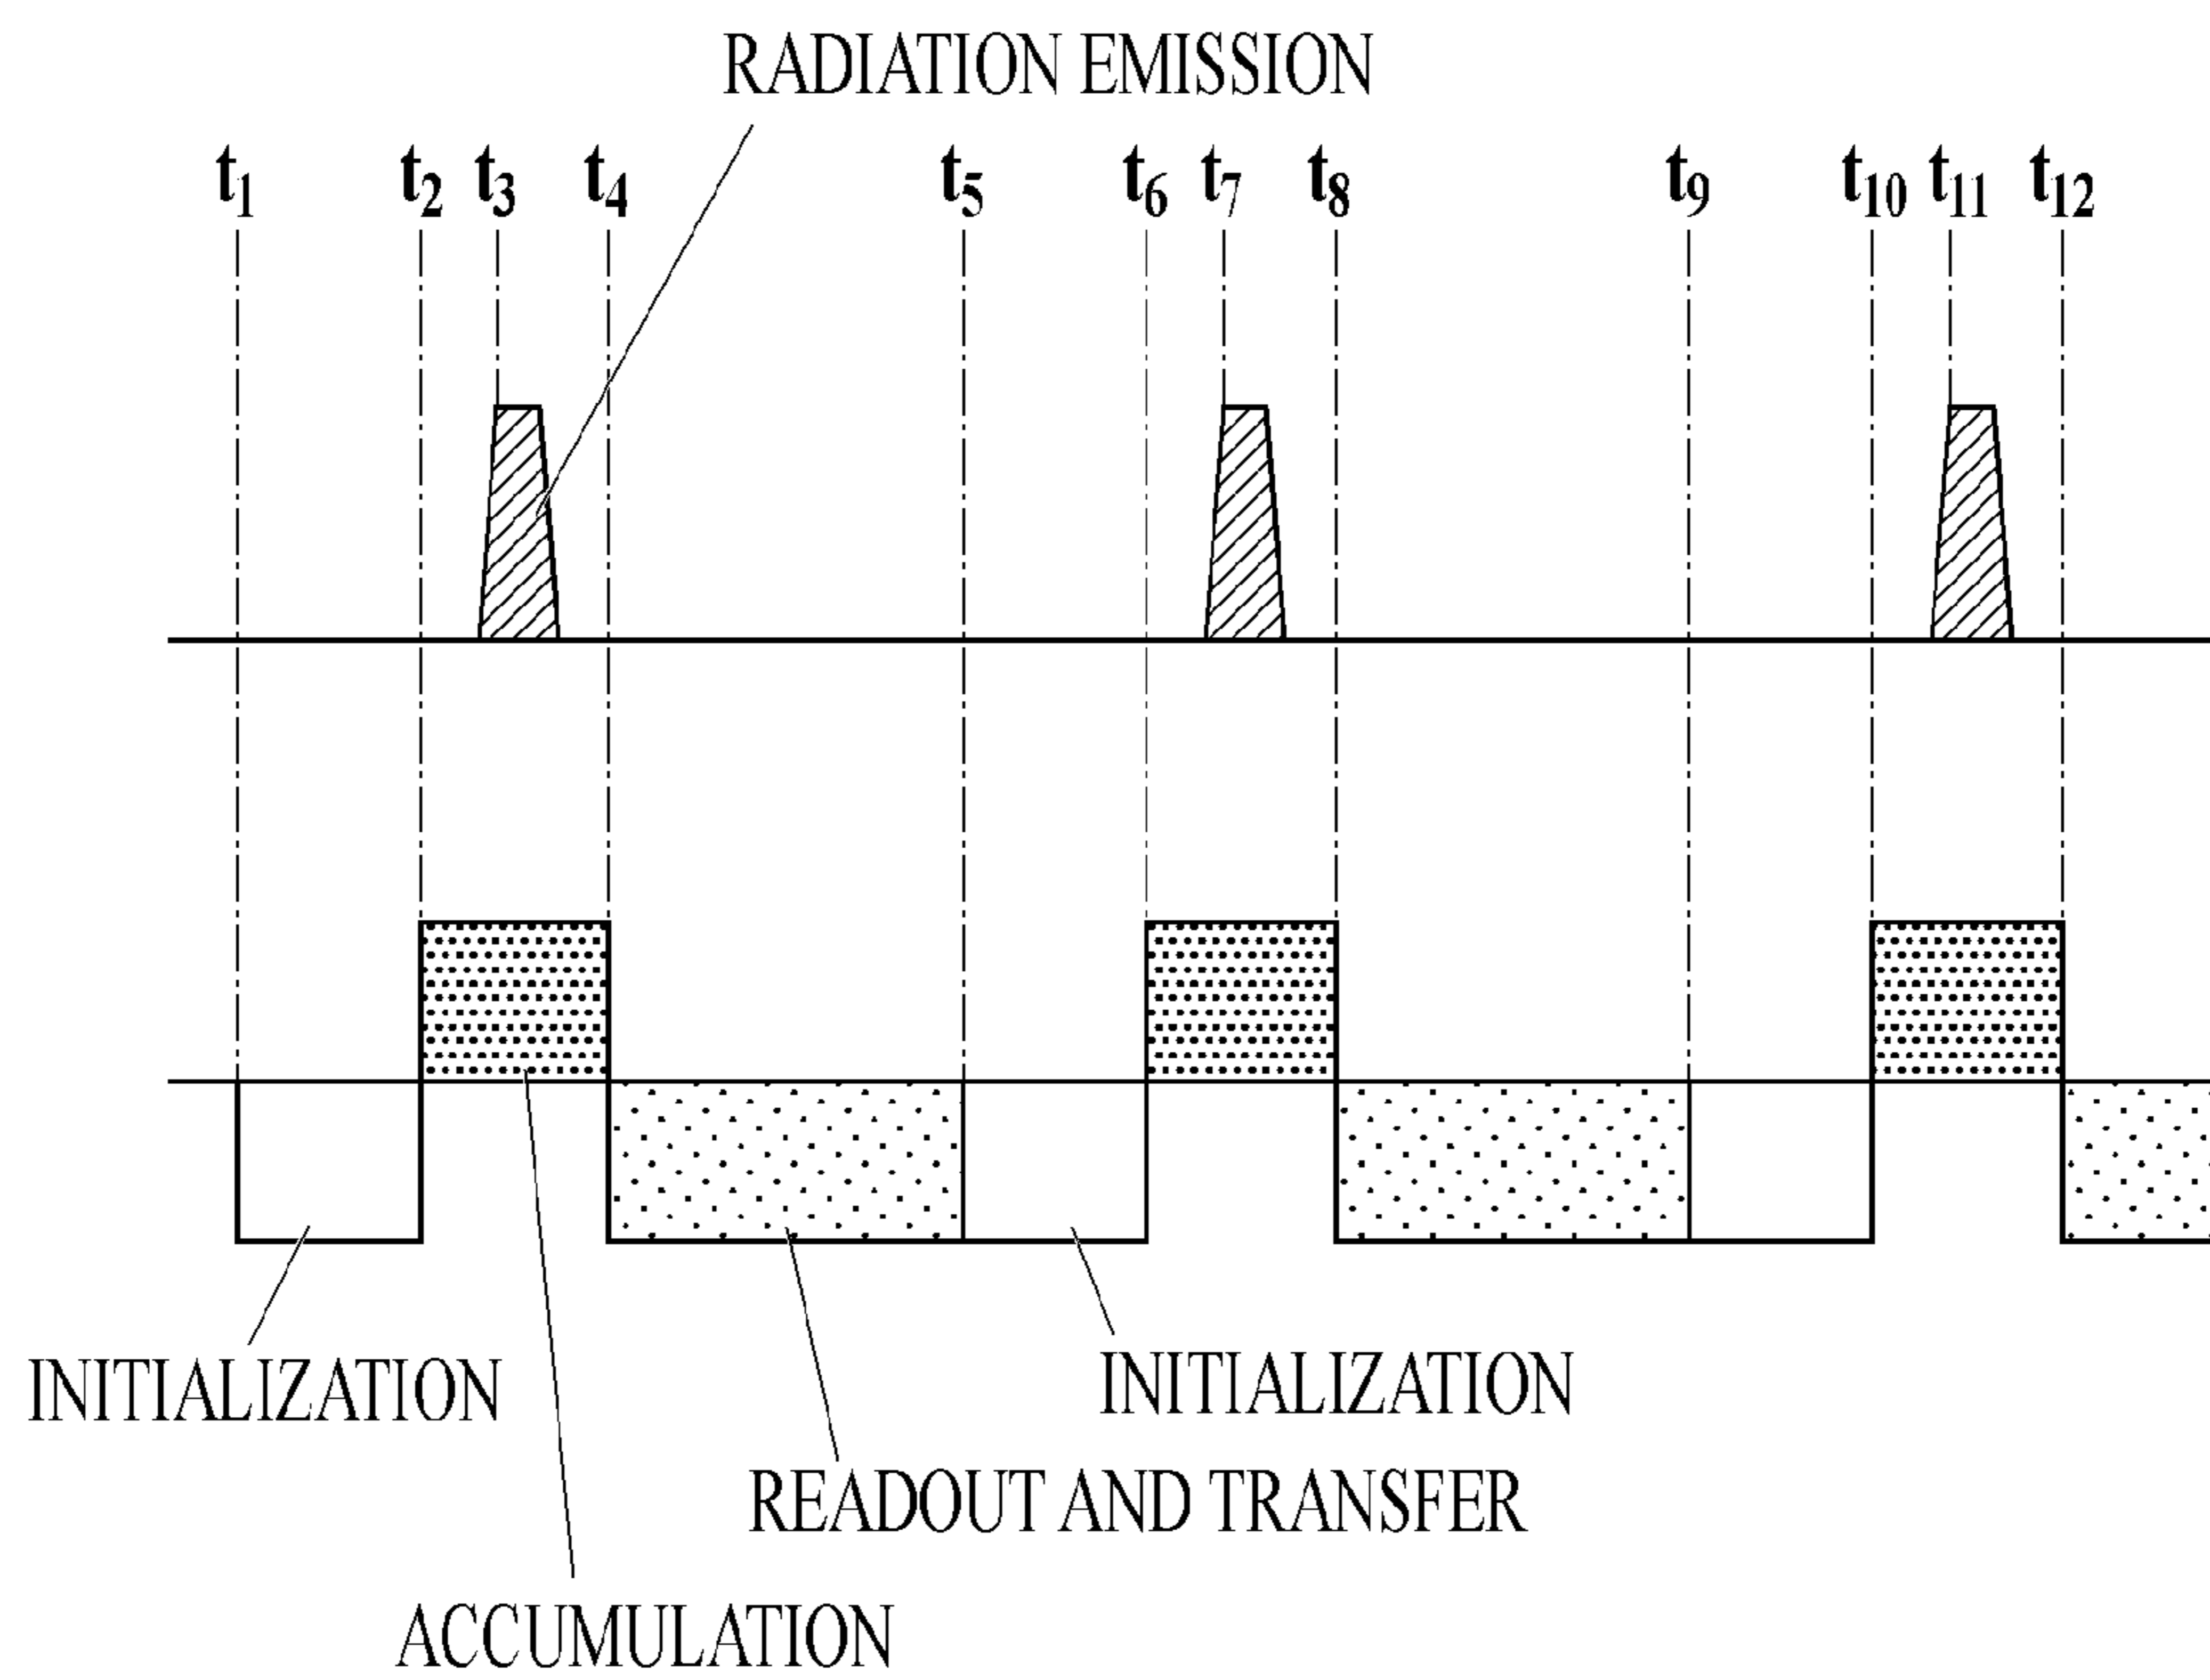 RADIATION EMISSION
t1 t2 t3 t4 t5 t6 t7 t8 t9 t10 t11 t12
INITIALIZATION
INITIALIZATION
READOUT AND TRANSFER
ACCUMULATION